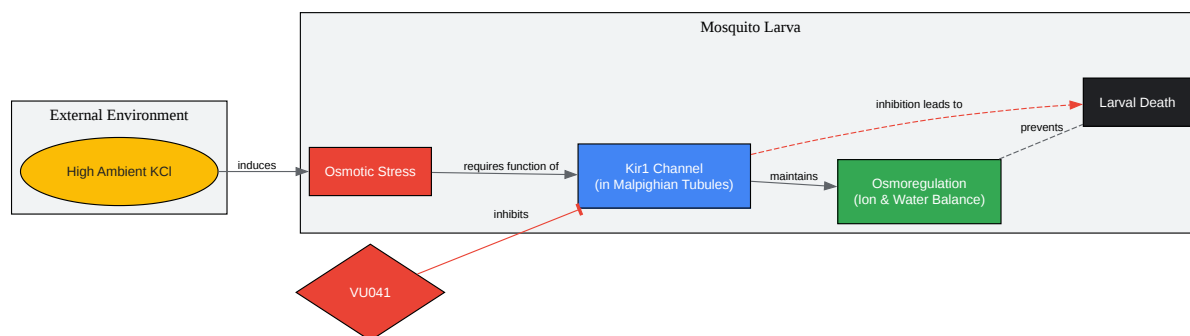 Mosquito Larva
External Environment
High Ambient KCl
induces
Osmotic Stress
requires function of
Kir1 Channel
(in Malpighian Tubules)
inhibition leads to
Larval Death
prevents
maintains
Osmoregulation
(Ion & Water Balance)
inhibits
VU041